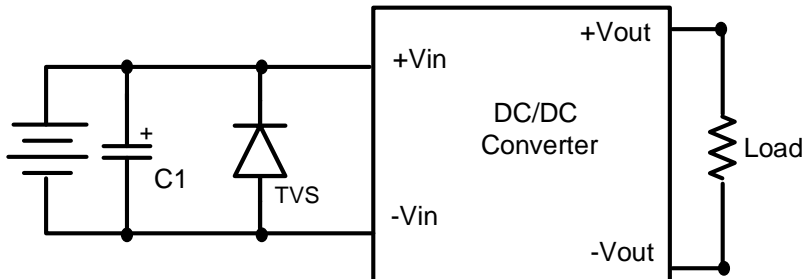 +Vout
+Vin
DC/DC
Converter
+
C1
TVS
Load
-Vin
-Vout